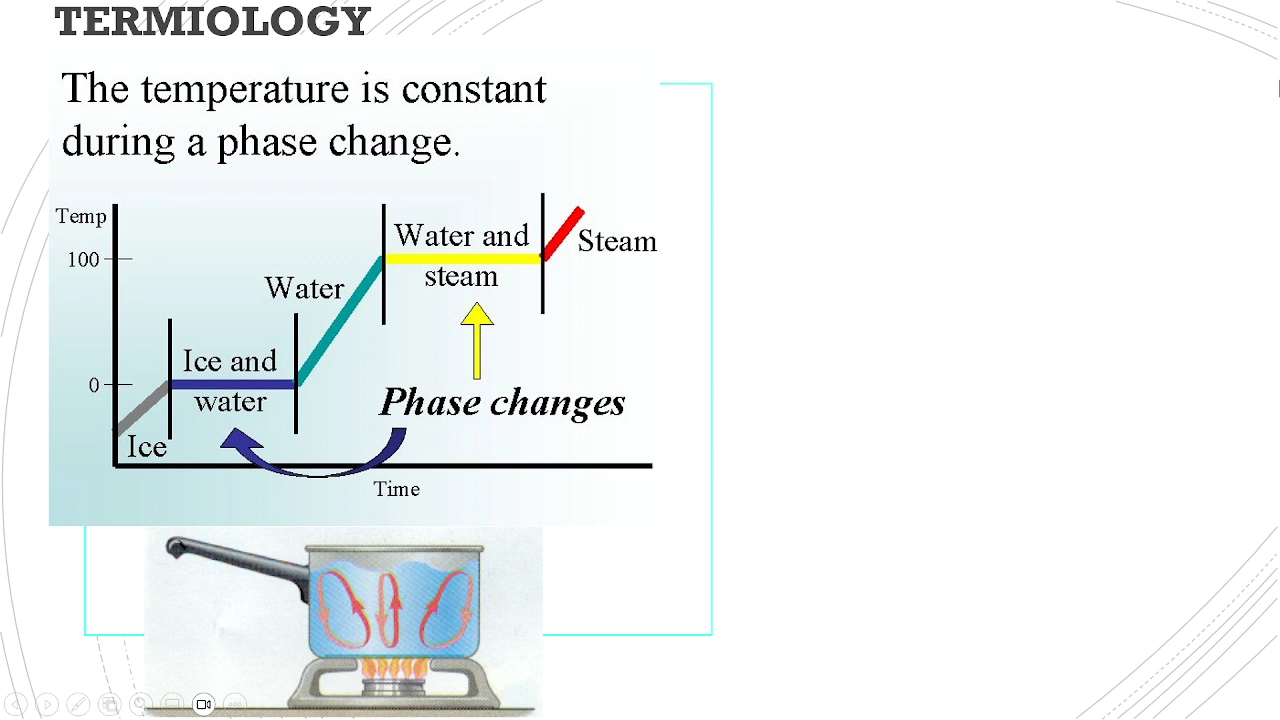 TERMIOLOGY
The temperature is constant
during a phase change.
Temp
100
0
Ice
Ice and
water
Water
Water and
steam
Steam
Phase changes
Time